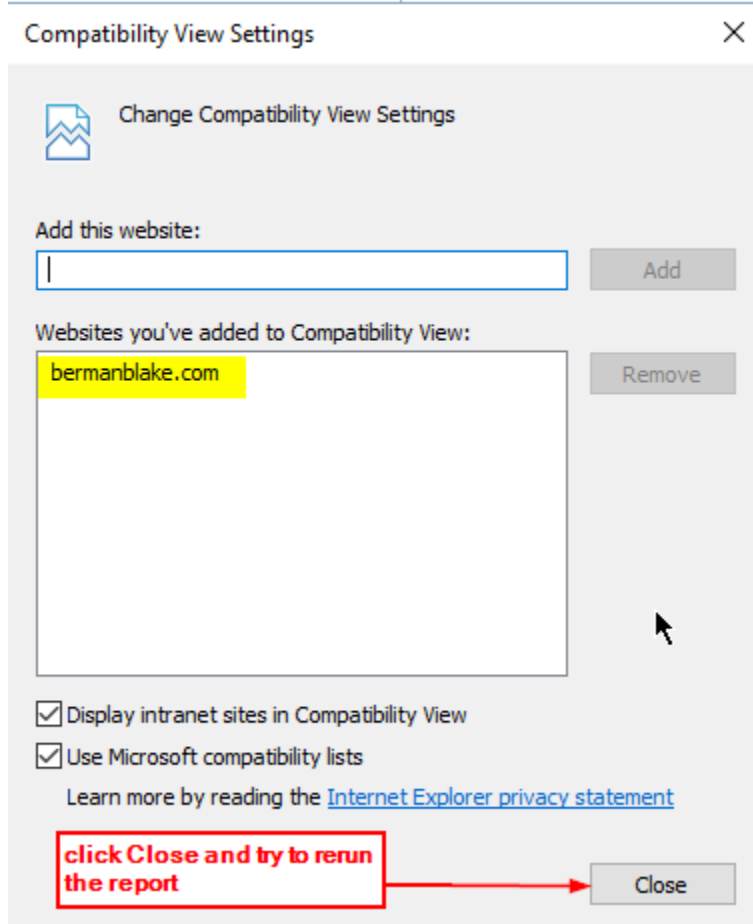 Compatibility View Settings
Change Compatibility View Settings
Add this website:
Add
Websites you've added to Compatibility View:
bermanblake.com
Remove
Display intranet sites in Compatibility View
Use Microsoft compatibility lists
Learn more by reading the Internet Explorer privacy statement
click Close and try to rerun
the report
Close